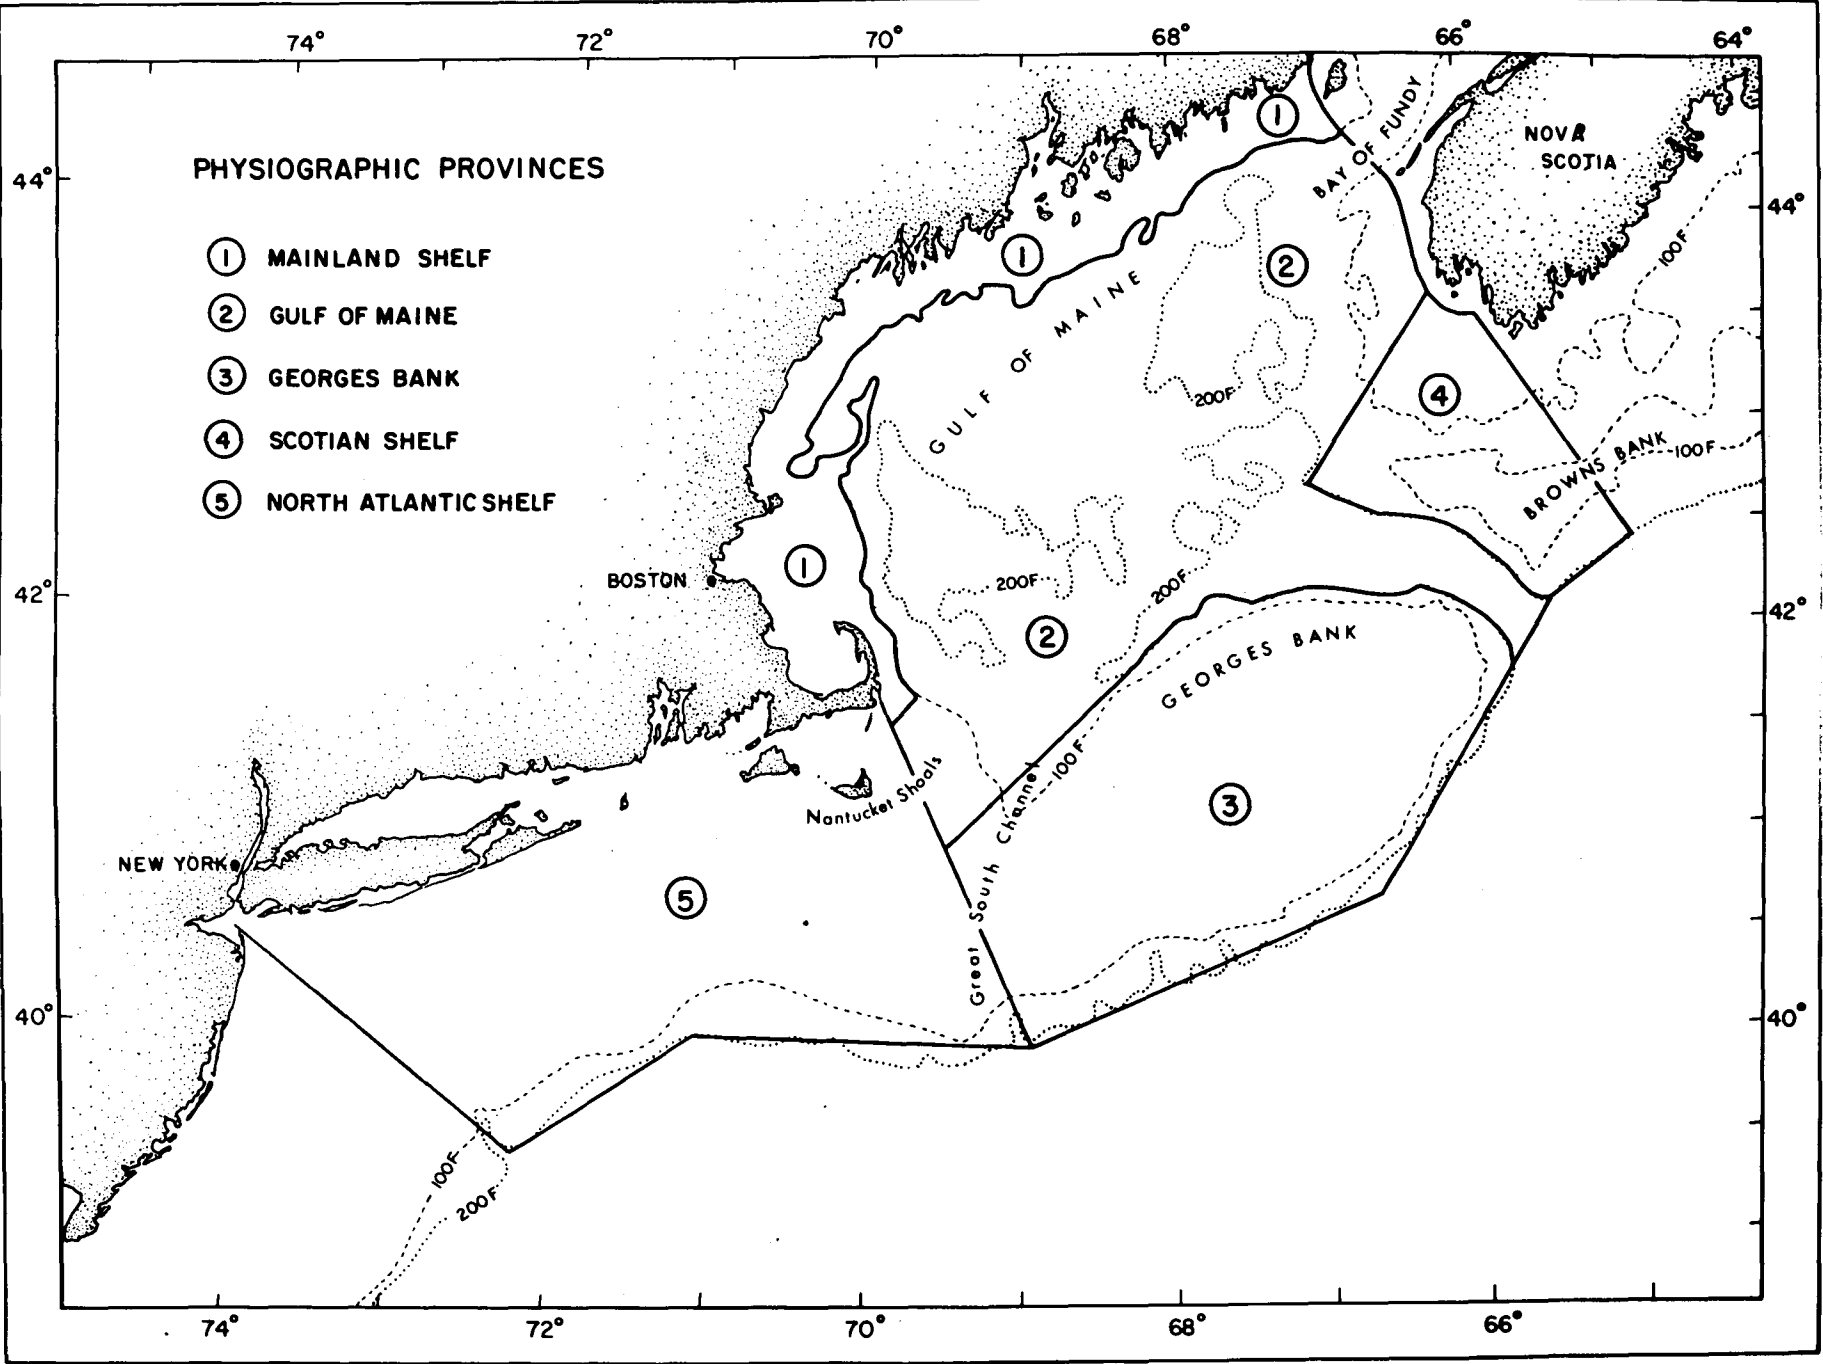 74° 72° 70° 68° 66° 64°
PHYSIOGRAPHIC PROVINCES
① MAINLAND SHELF
② GULF OF MAINE
③ GEORGES BANK
④ SCOTIAN SHELF
⑤ NORTH ATLANTIC SHELF
44°
42°
40°
44°
42°
40°
1
BAY OF FUNDY
NOVA
SCOTIA
1
2
100F
GULF OF MAINE
200F
4
BROWNS BANK
100F
BOSTON
1
200F
200F
2
GEORGES BANK
100F
Nantucket Shoals
Great South Channel
3
NEW YORK
5
100F
200F
74° 72° 70° 68° 66°